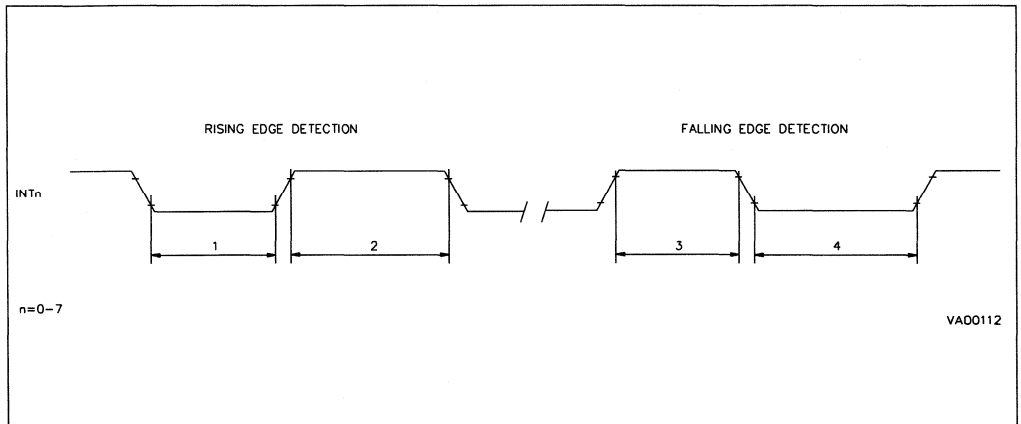 RISING EDGE DETECTION
FALLING EDGE DETECTION
INTn
1
2
3
4
n=0-7
VA00112